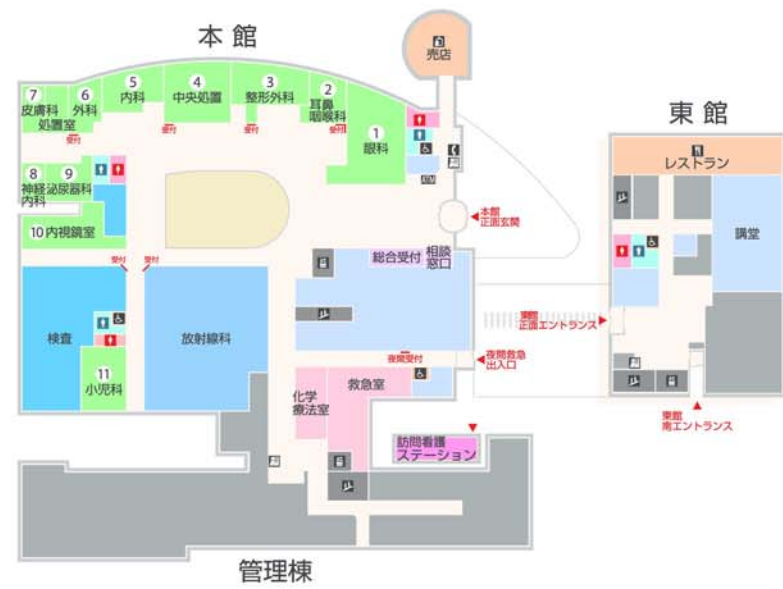 本館
売店
東館
⑦
皮膚科
⑥
外科
処置室
⑤
内科
④
中央処置
③
整形外科
②
耳鼻
咽喉科
①
眼科
受付
受付
受付
受付
レストラン
⑧
神経
内科
⑨
泌尿器科
ATM
本館
正面玄関
講堂
⑩内視鏡室
受付
受付
総合受付
相談
窓口
検査
放射線科
東館
正面エントランス
夜間受付
夜間救急
出入口
⑪
小児科
化学
療法室
救急室
東館
南エントランス
訪問看護
ステーション
管理棟